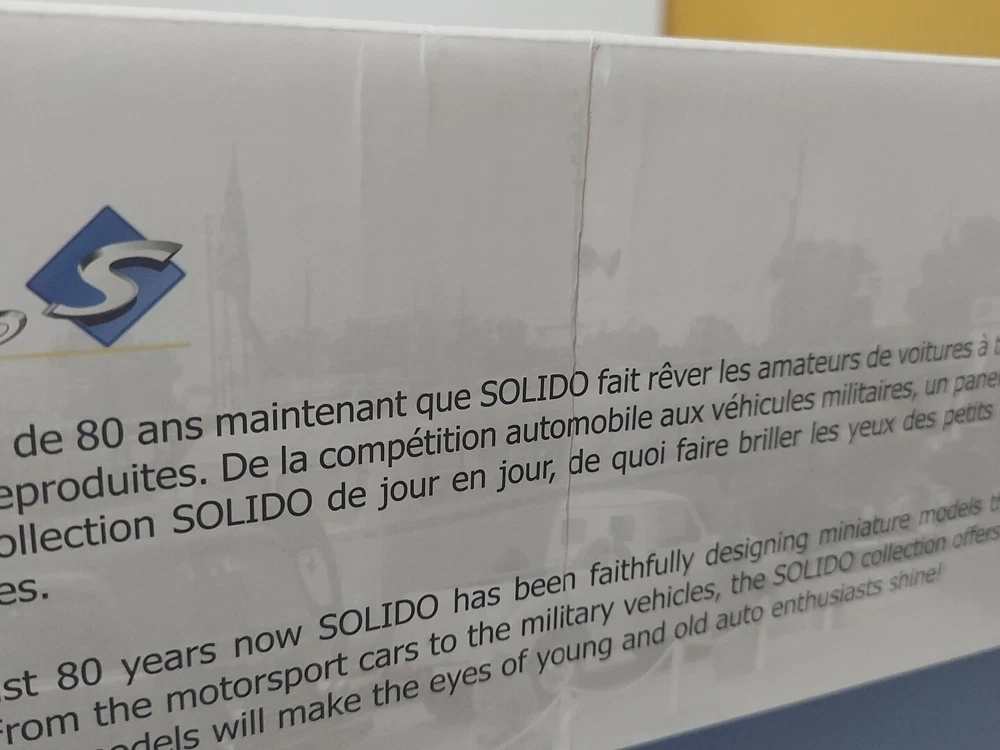 S
de 80 ans maintenant que SOLIDO fait rêver les amateurs de voitures à
eproduites. De la compétition automobile aux véhicules militaires, un pane
ollection SOLIDO de jour en jour, de quoi faire briller les yeux des petits
es.
st 80 years now SOLIDO has been faithfully designing miniature models t
From the motorsport cars to the military vehicles, the SOLIDO collection offers
odels will make the eyes of young and old auto enthusiasts shine!